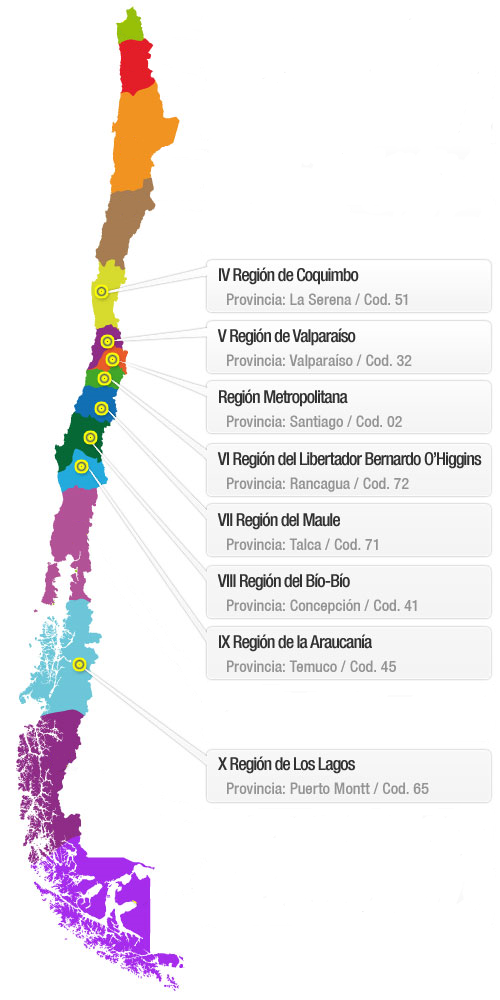 IV Región de Coquimbo
Provincia: La Serena / Cod. 51
V Región de Valparaíso
Provincia: Valparaíso / Cod. 32
Región Metropolitana
Provincia: Santiago / Cod. 02
VI Región del Libertador Bernardo O'Higgins
Provincia: Rancagua / Cod. 72
VII Región del Maule
Provincia: Talca / Cod. 71
VIII Región del Bío-Bío
Provincia: Concepción / Cod. 41
IX Región de la Araucanía
Provincia: Temuco / Cod. 45
X Región de Los Lagos
Provincia: Puerto Montt / Cod. 65